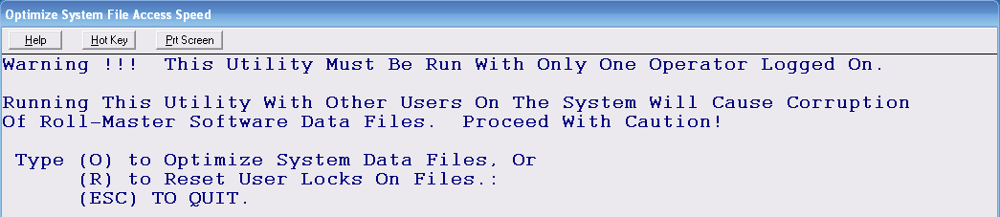 Optimize System File Access Speed
Help Hot Key Prt Screen
Warning !!! This Utility Must Be Run With Only One Operator Logged On.
Running This Utility With Other Users On The System Will Cause Corruption
Of Roll-Master Software Data Files. Proceed With Caution!
Type (O) to Optimize System Data Files, Or
(R) to Reset User Locks On Files.:
(ESC) TO QUIT.